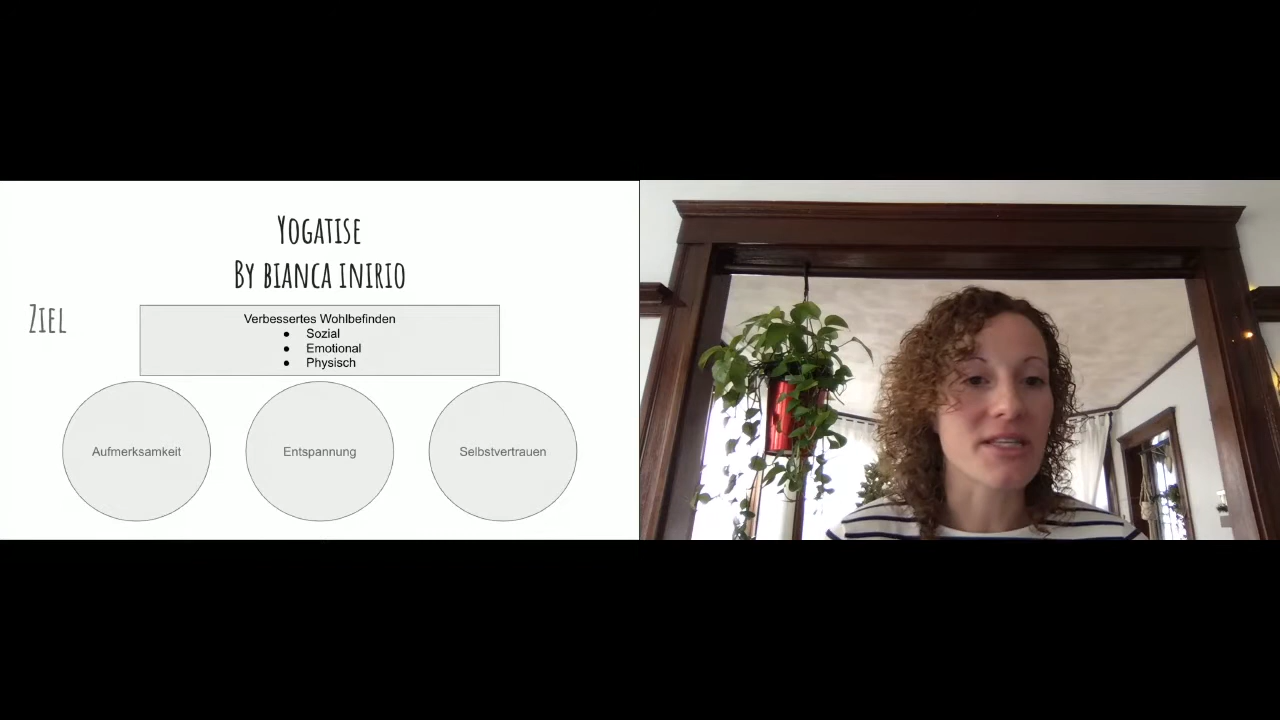 Yogatise
By bianca inirio
Ziel
Verbessertes Wohlbefinden
● Sozial
● Emotional
● Physisch
Aufmerksamkeit
Entspannung
Selbstvertrauen